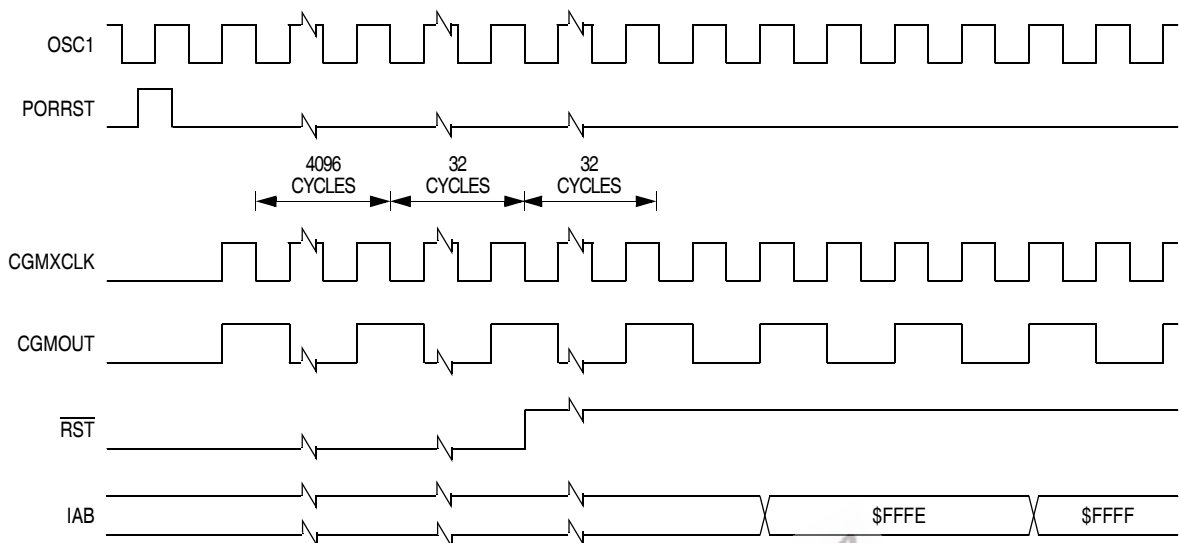 OSC1
PORRST
4096
CYCLES
32
CYCLES
32
CYCLES
CGMXCLK
CGMOUT
RST
IAB
$FFFE
$FFFF